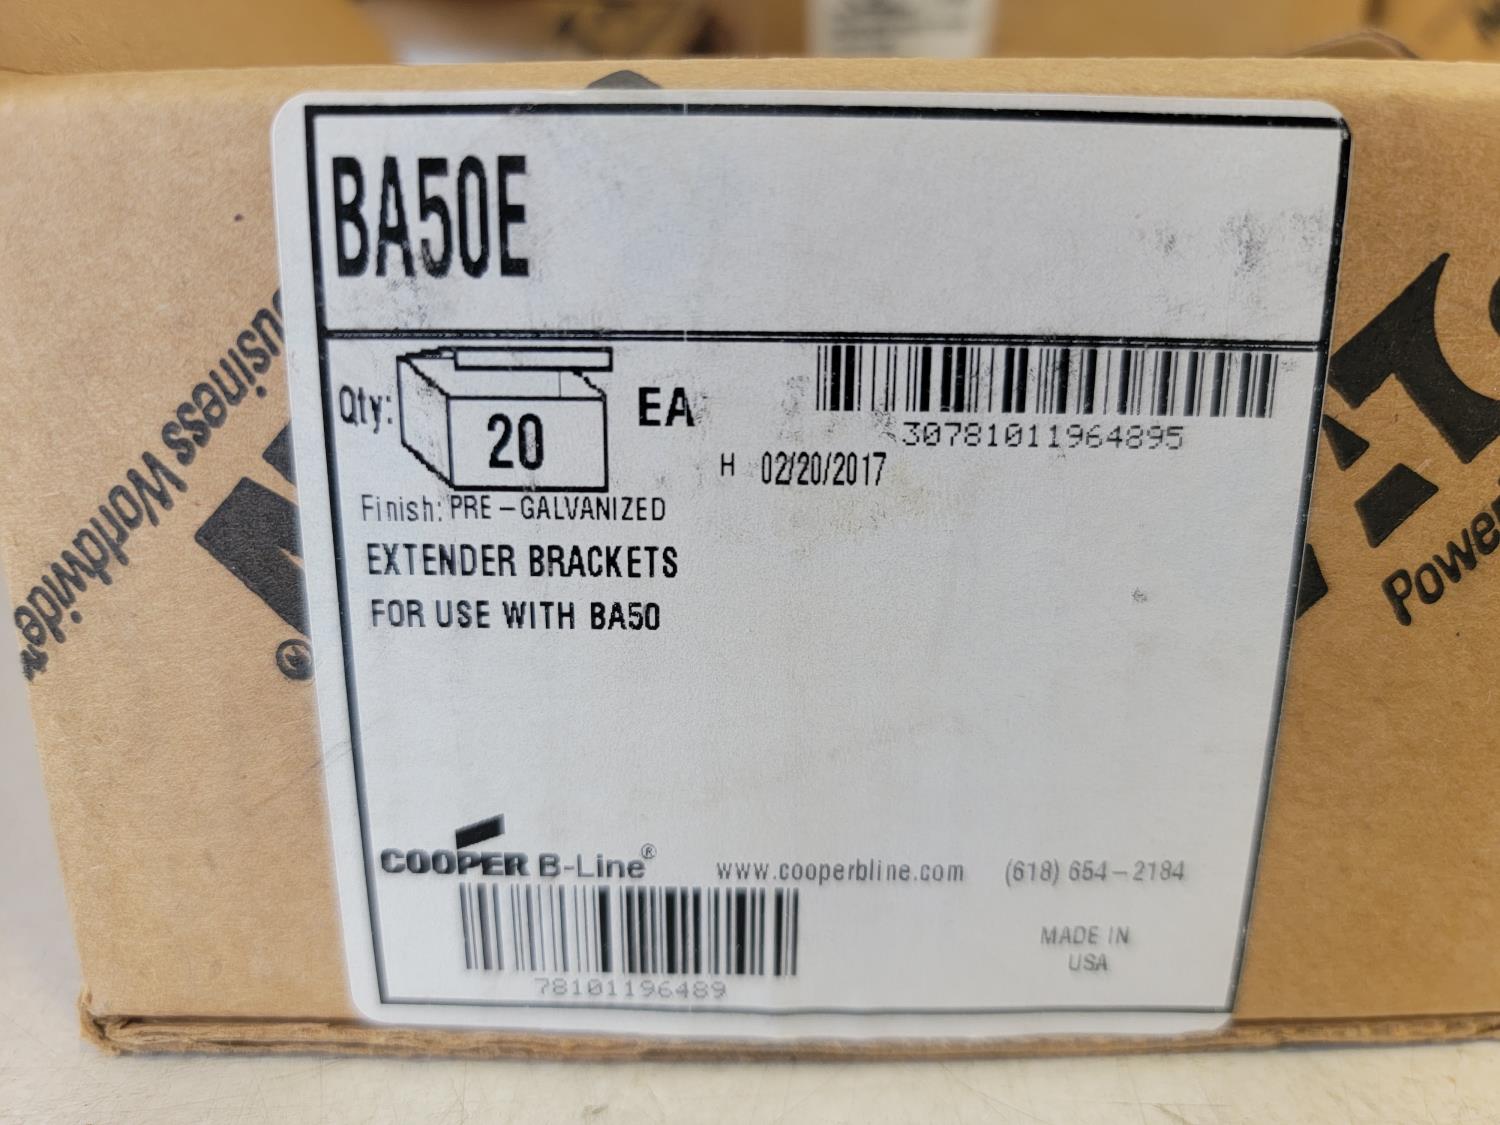 BA50E
Qty: 20 EA
30781011964895
H 02/20/2017
Finish: PRE-GALVANIZED
EXTENDER BRACKETS
FOR USE WITH BA50
COOPER B-Line®
www.cooperbline.com (618) 654-2184
78101196489
MADE IN
USA
Business Worldwide
®